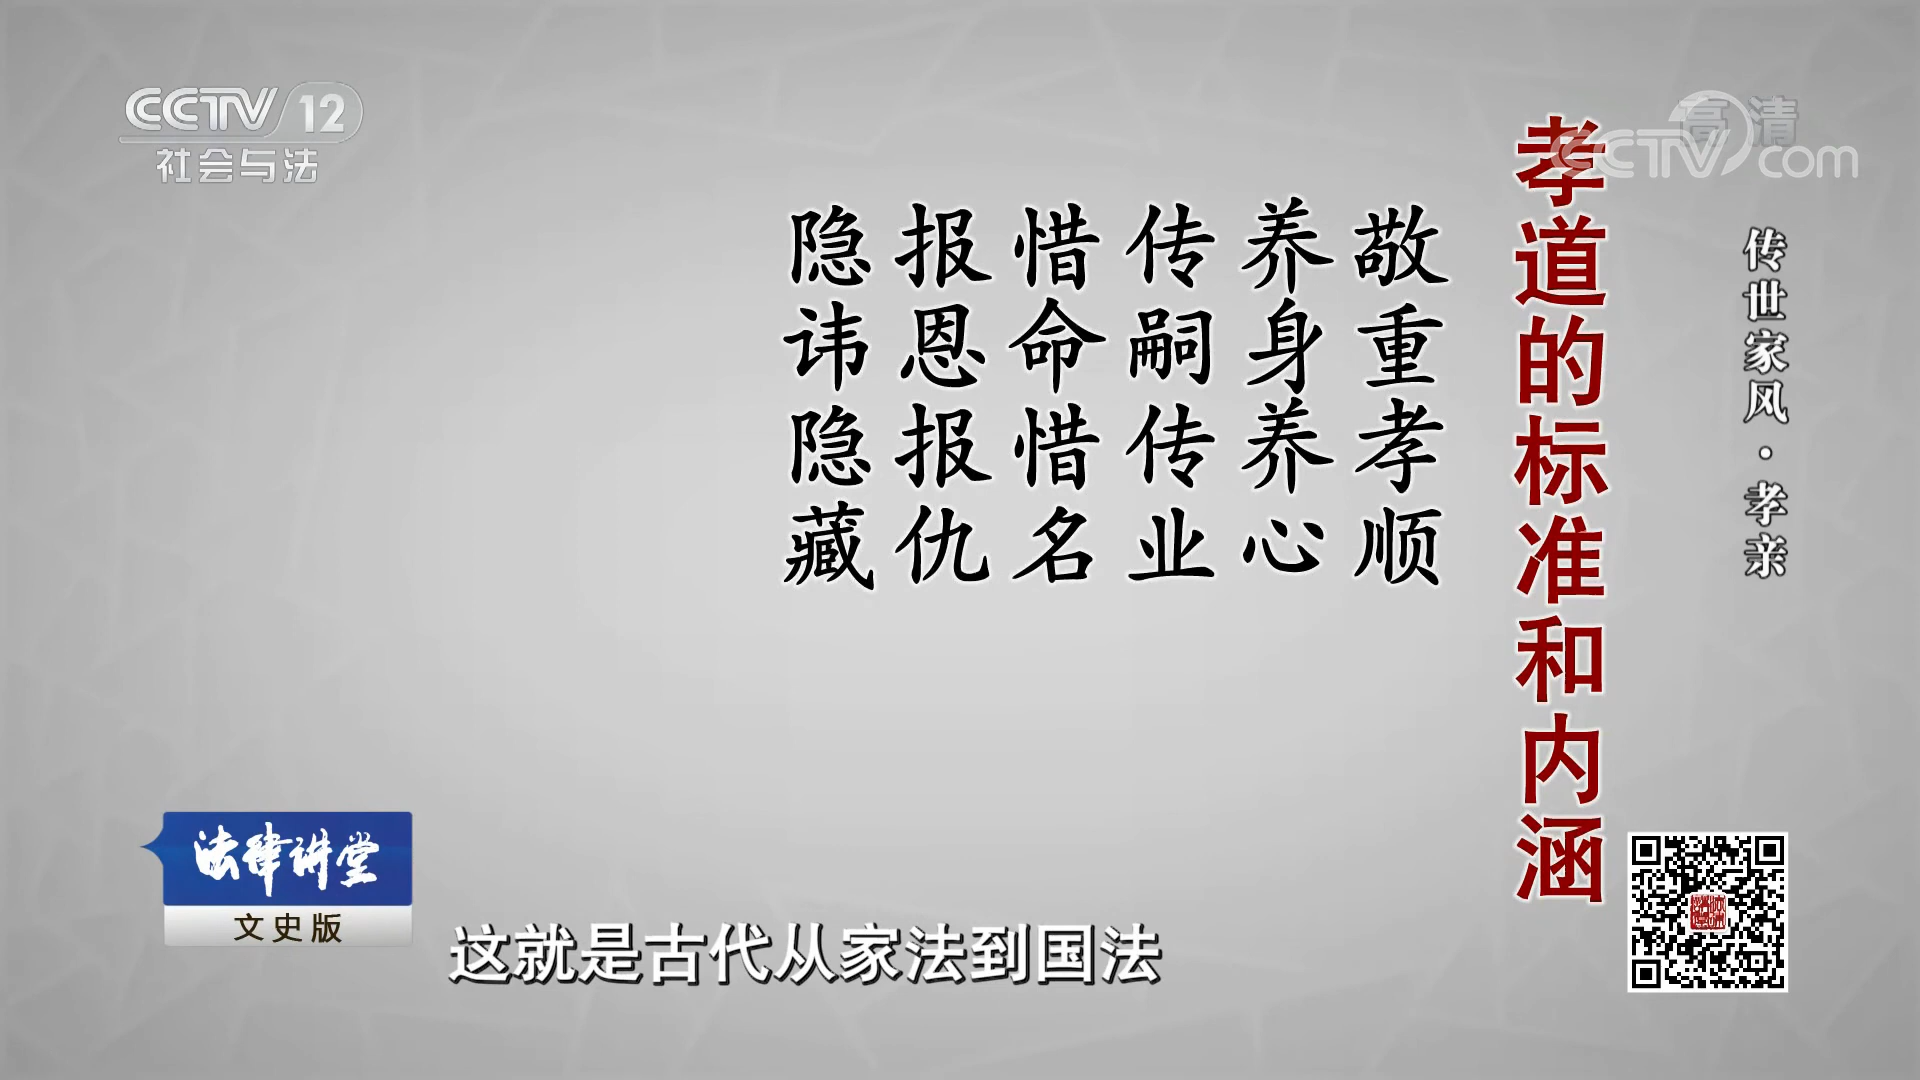 CCTV 12
社会与法
高清
CCTV com
传世家风·孝亲
孝道的标准和内涵
敬重孝顺
养身养心
传嗣传业
惜命惜名
报恩报仇
隐讳隐藏
法律讲堂
文史版
这就是古代从家法到国法